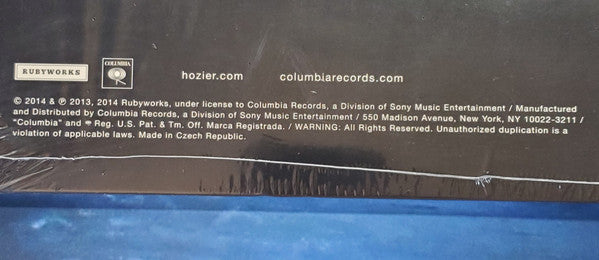 RUBYWORKS
COLUMBIA
hozier.com columbiarecords.com
© 2014 & ℗ 2013, 2014 Rubyworks, under license to Columbia Records, a Division of Sony Music Entertainment / Manufactured
and Distributed by Columbia Records, a Division of Sony Music Entertainment / 550 Madison Avenue, New York, NY 10022-3211 /
"Columbia" and Reg. U.S. Pat. & Tm. Off. Marca Registrada. / WARNING: All Rights Reserved. Unauthorized duplication is a
violation of applicable laws. Made in Czech Republic.